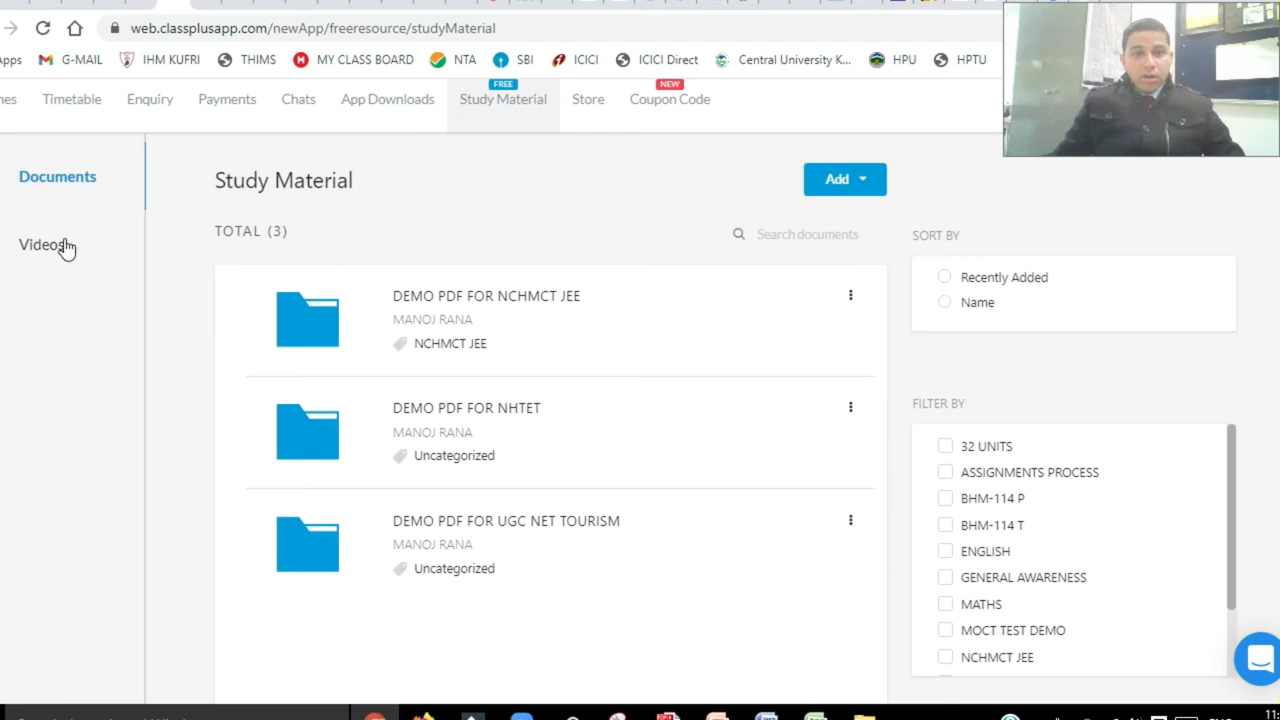 web.classplusapp.com/newApp/freeresource/studyMaterial
Apps G-MAIL IHM KUFRI THIMS MY CLASS BOARD NTA SBI ICICI ICICI Direct Central University K... HPU HPTU
FREE NEW
Timetable Enquiry Payments Chats App Downloads Study Material Store Coupon Code
Documents
Videos
Study Material
Add
TOTAL (3)
Search documents
DEMO PDF FOR NCHMCT JEE
MANOJ RANA
NCHMCT JEE
DEMO PDF FOR NHTET
MANOJ RANA
Uncategorized
DEMO PDF FOR UGC NET TOURISM
MANOJ RANA
Uncategorized
SORT BY
Recently Added
Name
FILTER BY
32 UNITS
ASSIGNMENTS PROCESS
BHM-114 P
BHM-114 T
ENGLISH
GENERAL AWARENESS
MATHS
MOCT TEST DEMO
NCHMCT JEE